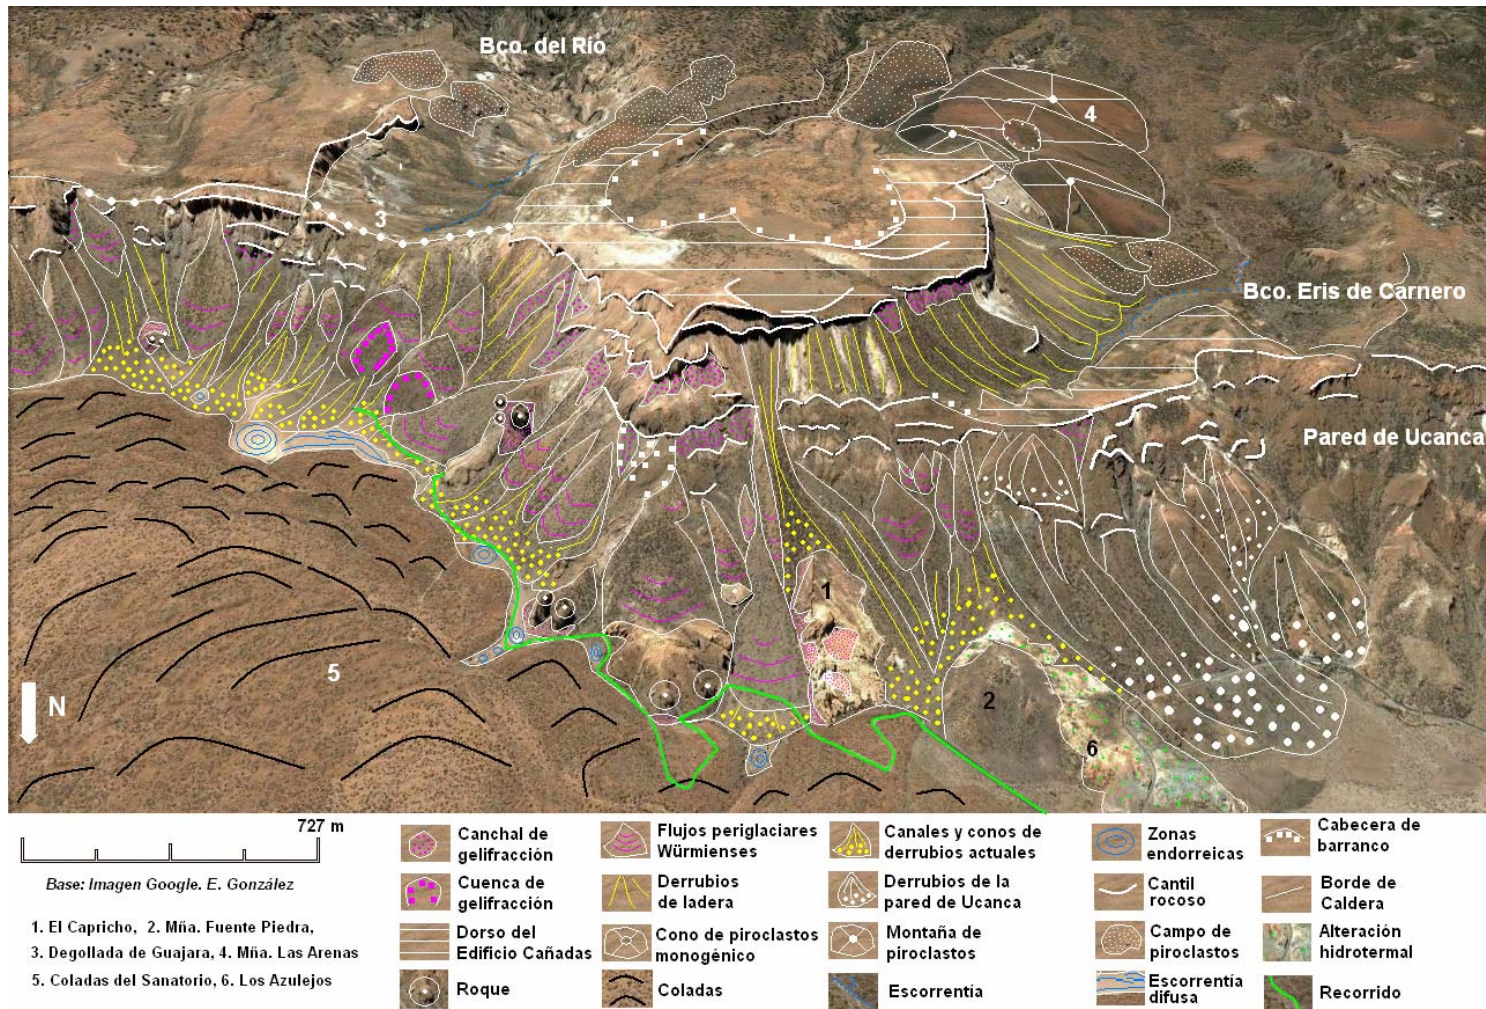 Bco. del Río
4
3
Bco. Eris de Carnero
Pared de Ucanca
1
5
2
N
6
727 m
Base: Imagen Google. E. González
1. El Capricho, 2. Mña. Fuente Piedra,
3. Degollada de Guajara, 4. Mña. Las Arenas
5. Coladas del Sanatorio, 6. Los Azulejos
Canchal de
gelifracción
Flujos periglaciares
Würmienses
Canales y conos de
derrubios actuales
Zonas
endorreicas
Cabecera de
barranco
Cuenca de
gelifracción
Derrubios
de ladera
Derrubios de la
pared de Ucanca
Cantil
rocoso
Borde de
Caldera
Dorso del
Edificio Cañadas
Cono de piroclastos
monogénico
Montaña de
piroclastos
Campo de
piroclastos
Alteración
hidrotermal
Roque
Coladas
Escorrentía
Escorrentía
difusa
Recorrido